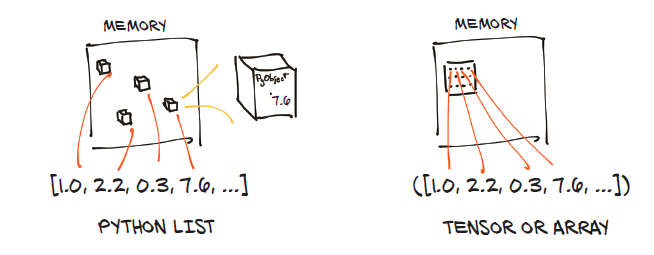 MEMORY
PyObject
7.6
[1.0, 2.2, 0.3, 7.6, ...]
PYTHON LIST
MEMORY
([1.0, 2.2, 0.3, 7.6, ...])
TENSOR OR ARRAY